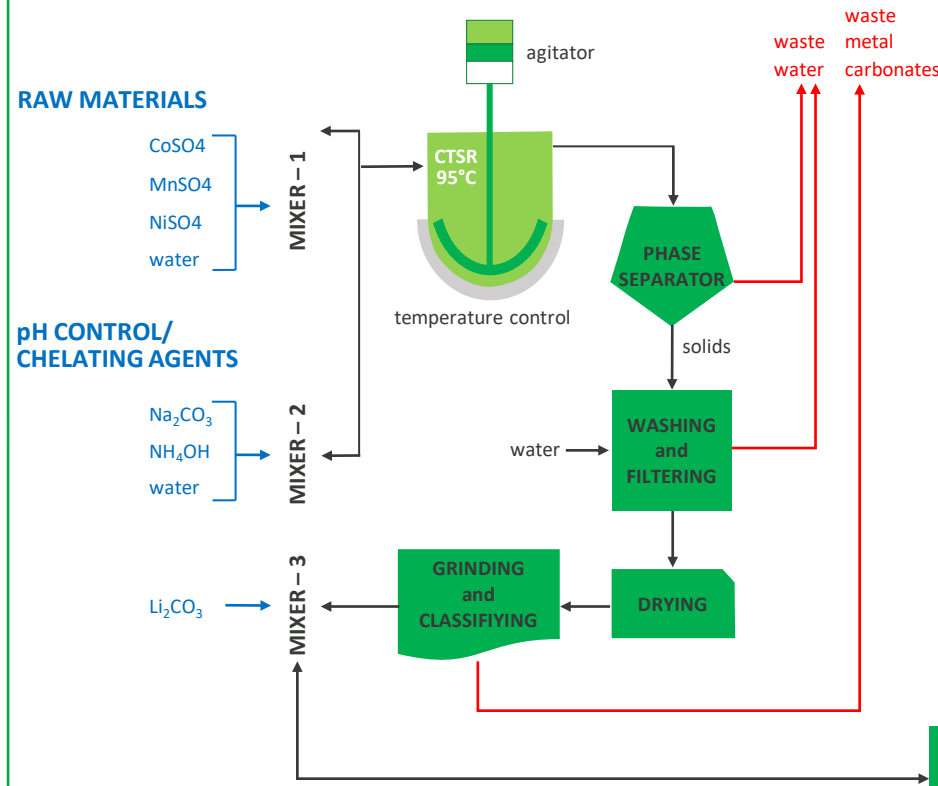 waste
waste metal
water carbonates
agitator
RAW MATERIALS
CoSO4
MnSO4
NiSO4
water
MIXER – 1
CTSR
95°C
temperature control
PHASE
SEPARATOR
solids
pH CONTROL/
CHELATING AGENTS
Na₂CO₃
NH₄OH
water
MIXER – 2
water
WASHING
and
FILTERING
Li₂CO₃
MIXER – 3
GRINDING
and
CLASSIFIYING
DRYING